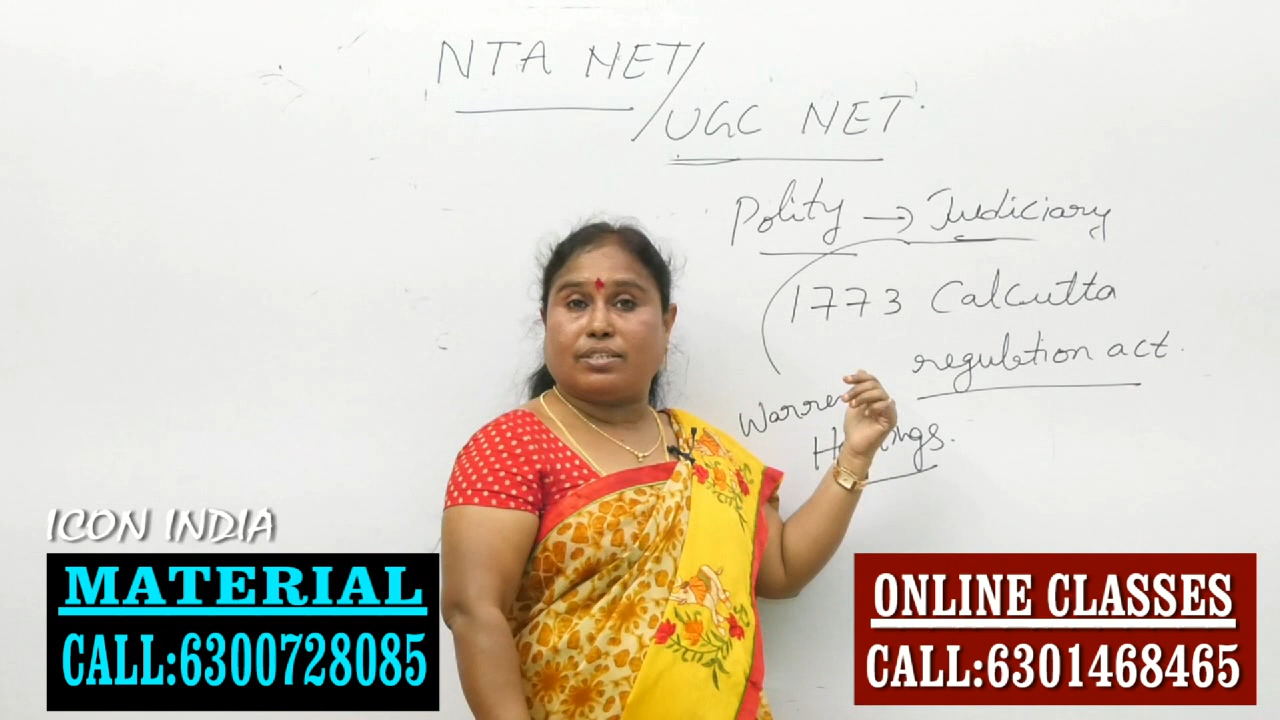 NTA NET/
UGC NET.
Polity → Judiciary
1773 Calcutta
regulation act.
Warren
ICON INDIA
MATERIAL
CALL:6300728085
ONLINE CLASSES
CALL:6301468465